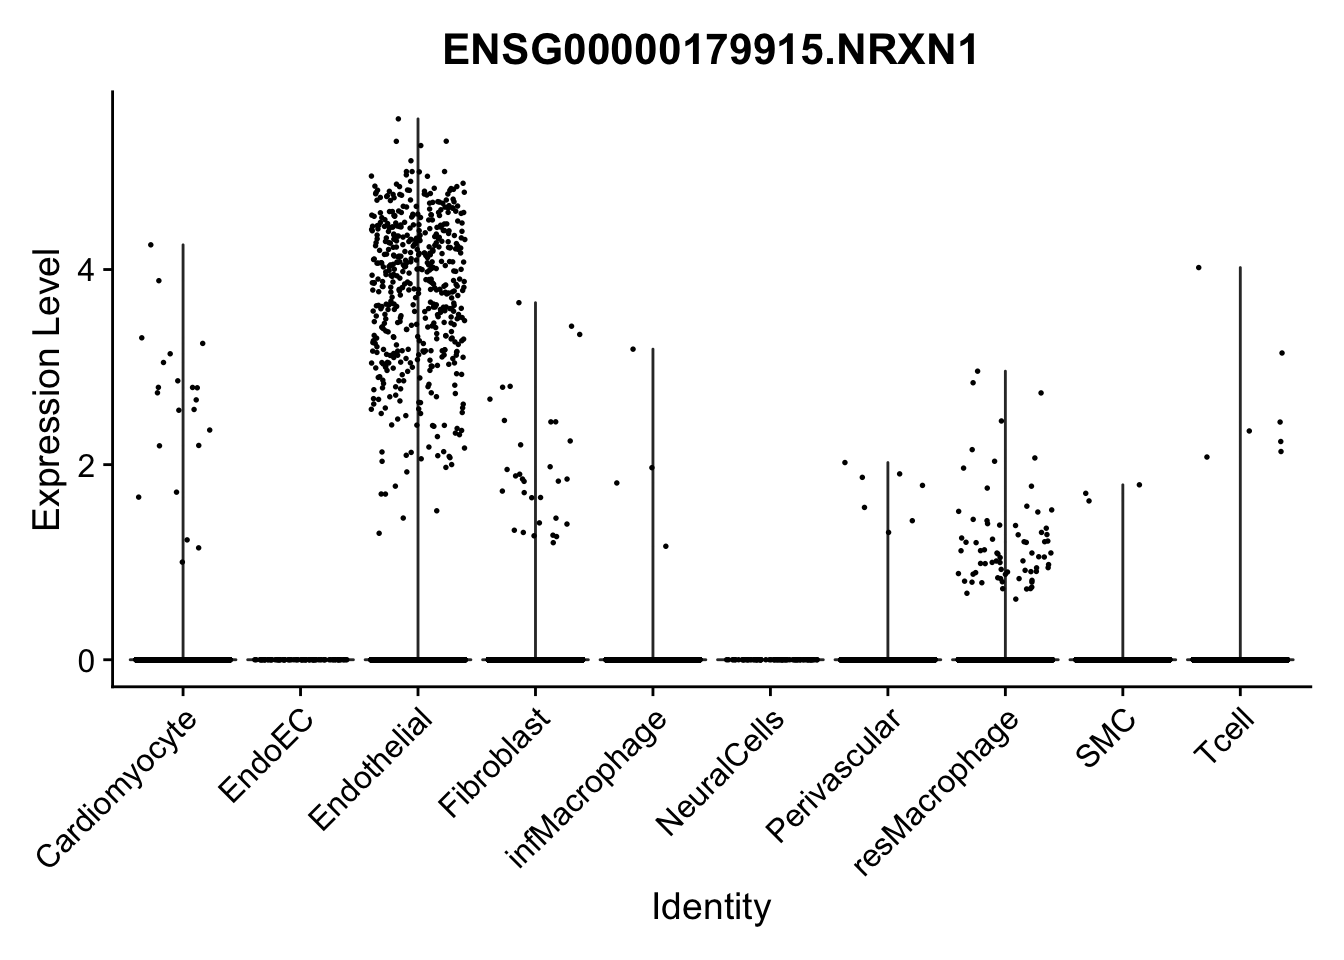 ENSG00000179915.NRXN1
Expression Level
4
2
0
Cardiomyocyte
EndoEC
Endothelial
Fibroblast
infMacrophage
NeuralCells
Perivascular
resMacrophage
SMC
Tcell
Identity